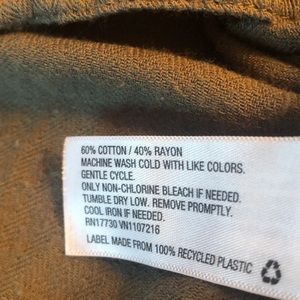 60% COTTON / 40% RAYON
MACHINE WASH COLD WITH LIKE COLORS.
GENTLE CYCLE.
ONLY NON-CHLORINE BLEACH IF NEEDED.
TUMBLE DRY LOW. REMOVE PROMPTLY.
COOL IRON IF NEEDED.
RN17730 VN1107216
LABEL MADE FROM 100% RECYCLED PLASTIC